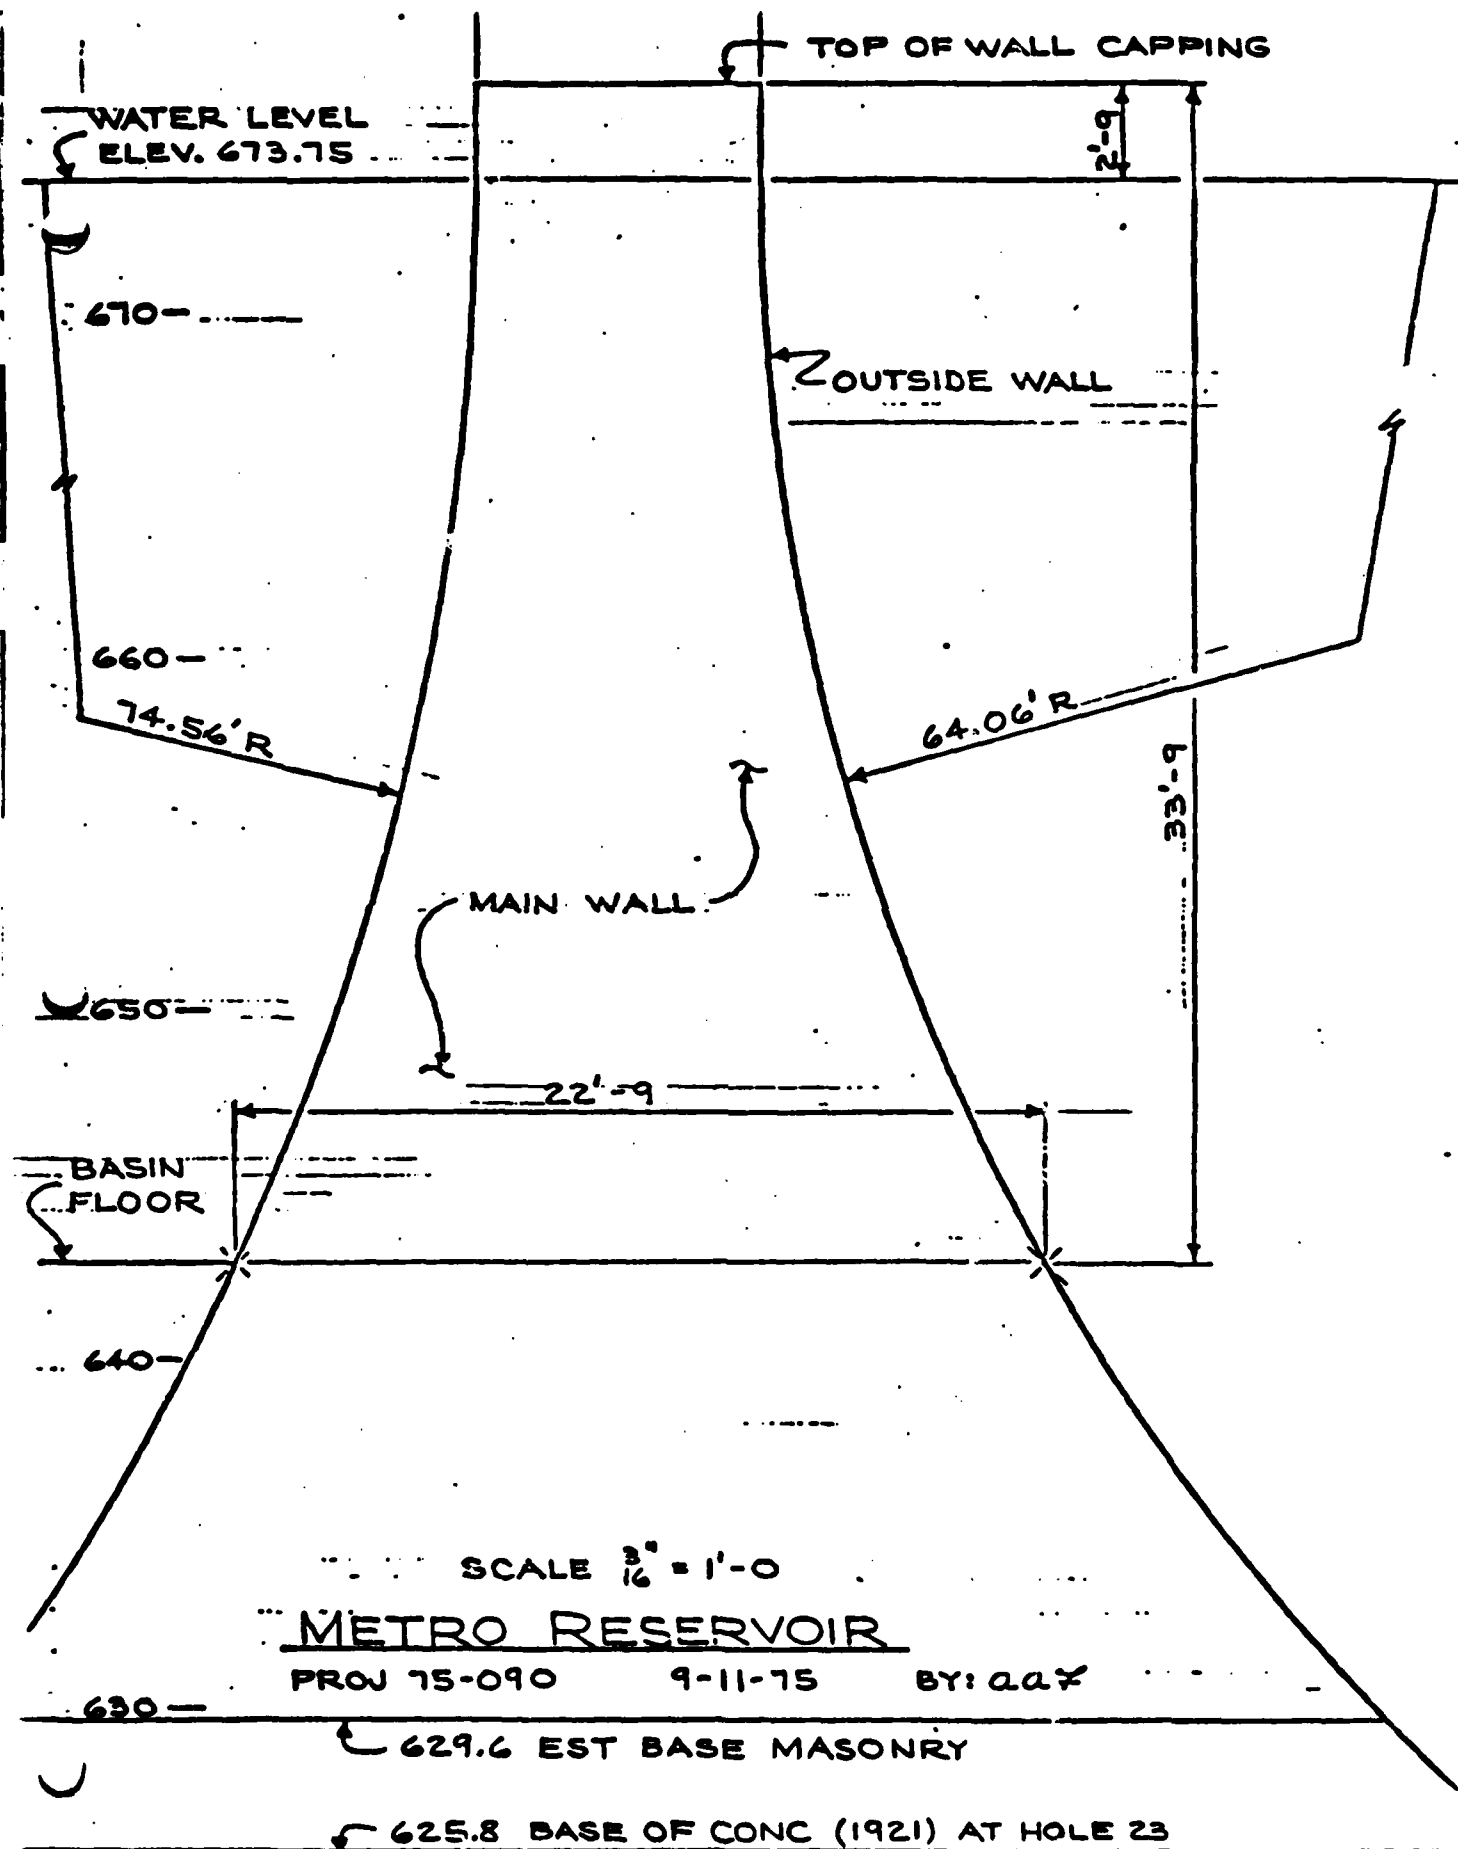 TOP OF WALL CAPPING
WATER LEVEL
ELEV. 673.75
2'-9
670-
OUTSIDE WALL
660-
74.56' R
64.06' R
33'-9
MAIN WALL
650-
22'-9
BASIN
FLOOR
640-
SCALE 3/16" = 1'-0
METRO RESERVOIR
PROJ 75-090 9-11-75 BY:
630-
629.6 EST BASE MASONRY
625.8 BASE OF CONC (1921) AT HOLE 23